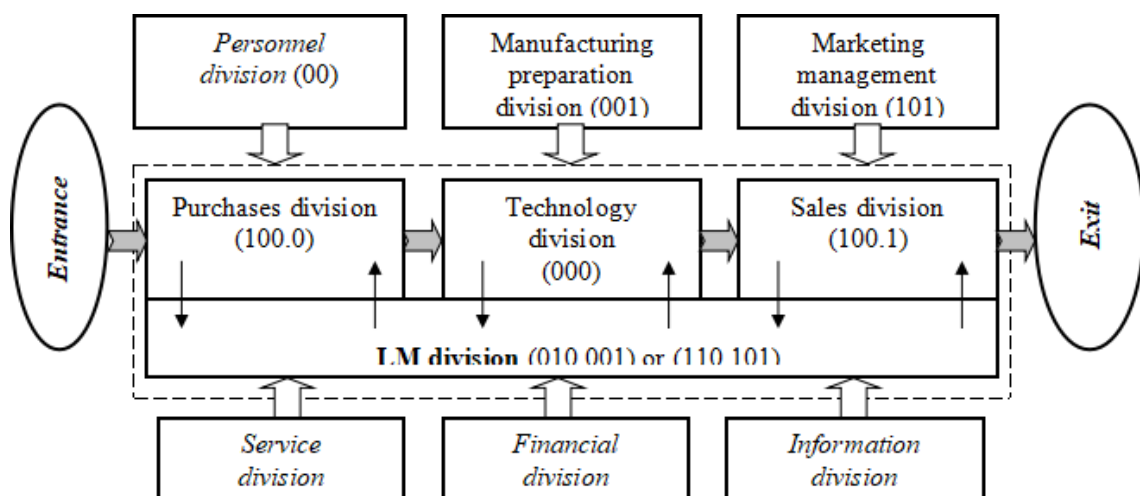 Personnel
division (00)
Manufacturing
preparation
division (001)
Marketing
management
division (101)
Entrance
Purchases division
(100.0)
Technology
division
(000)
Sales division
(100.1)
Exit
LM division (010 001) or (110 101)
Service
division
Financial
division
Information
division